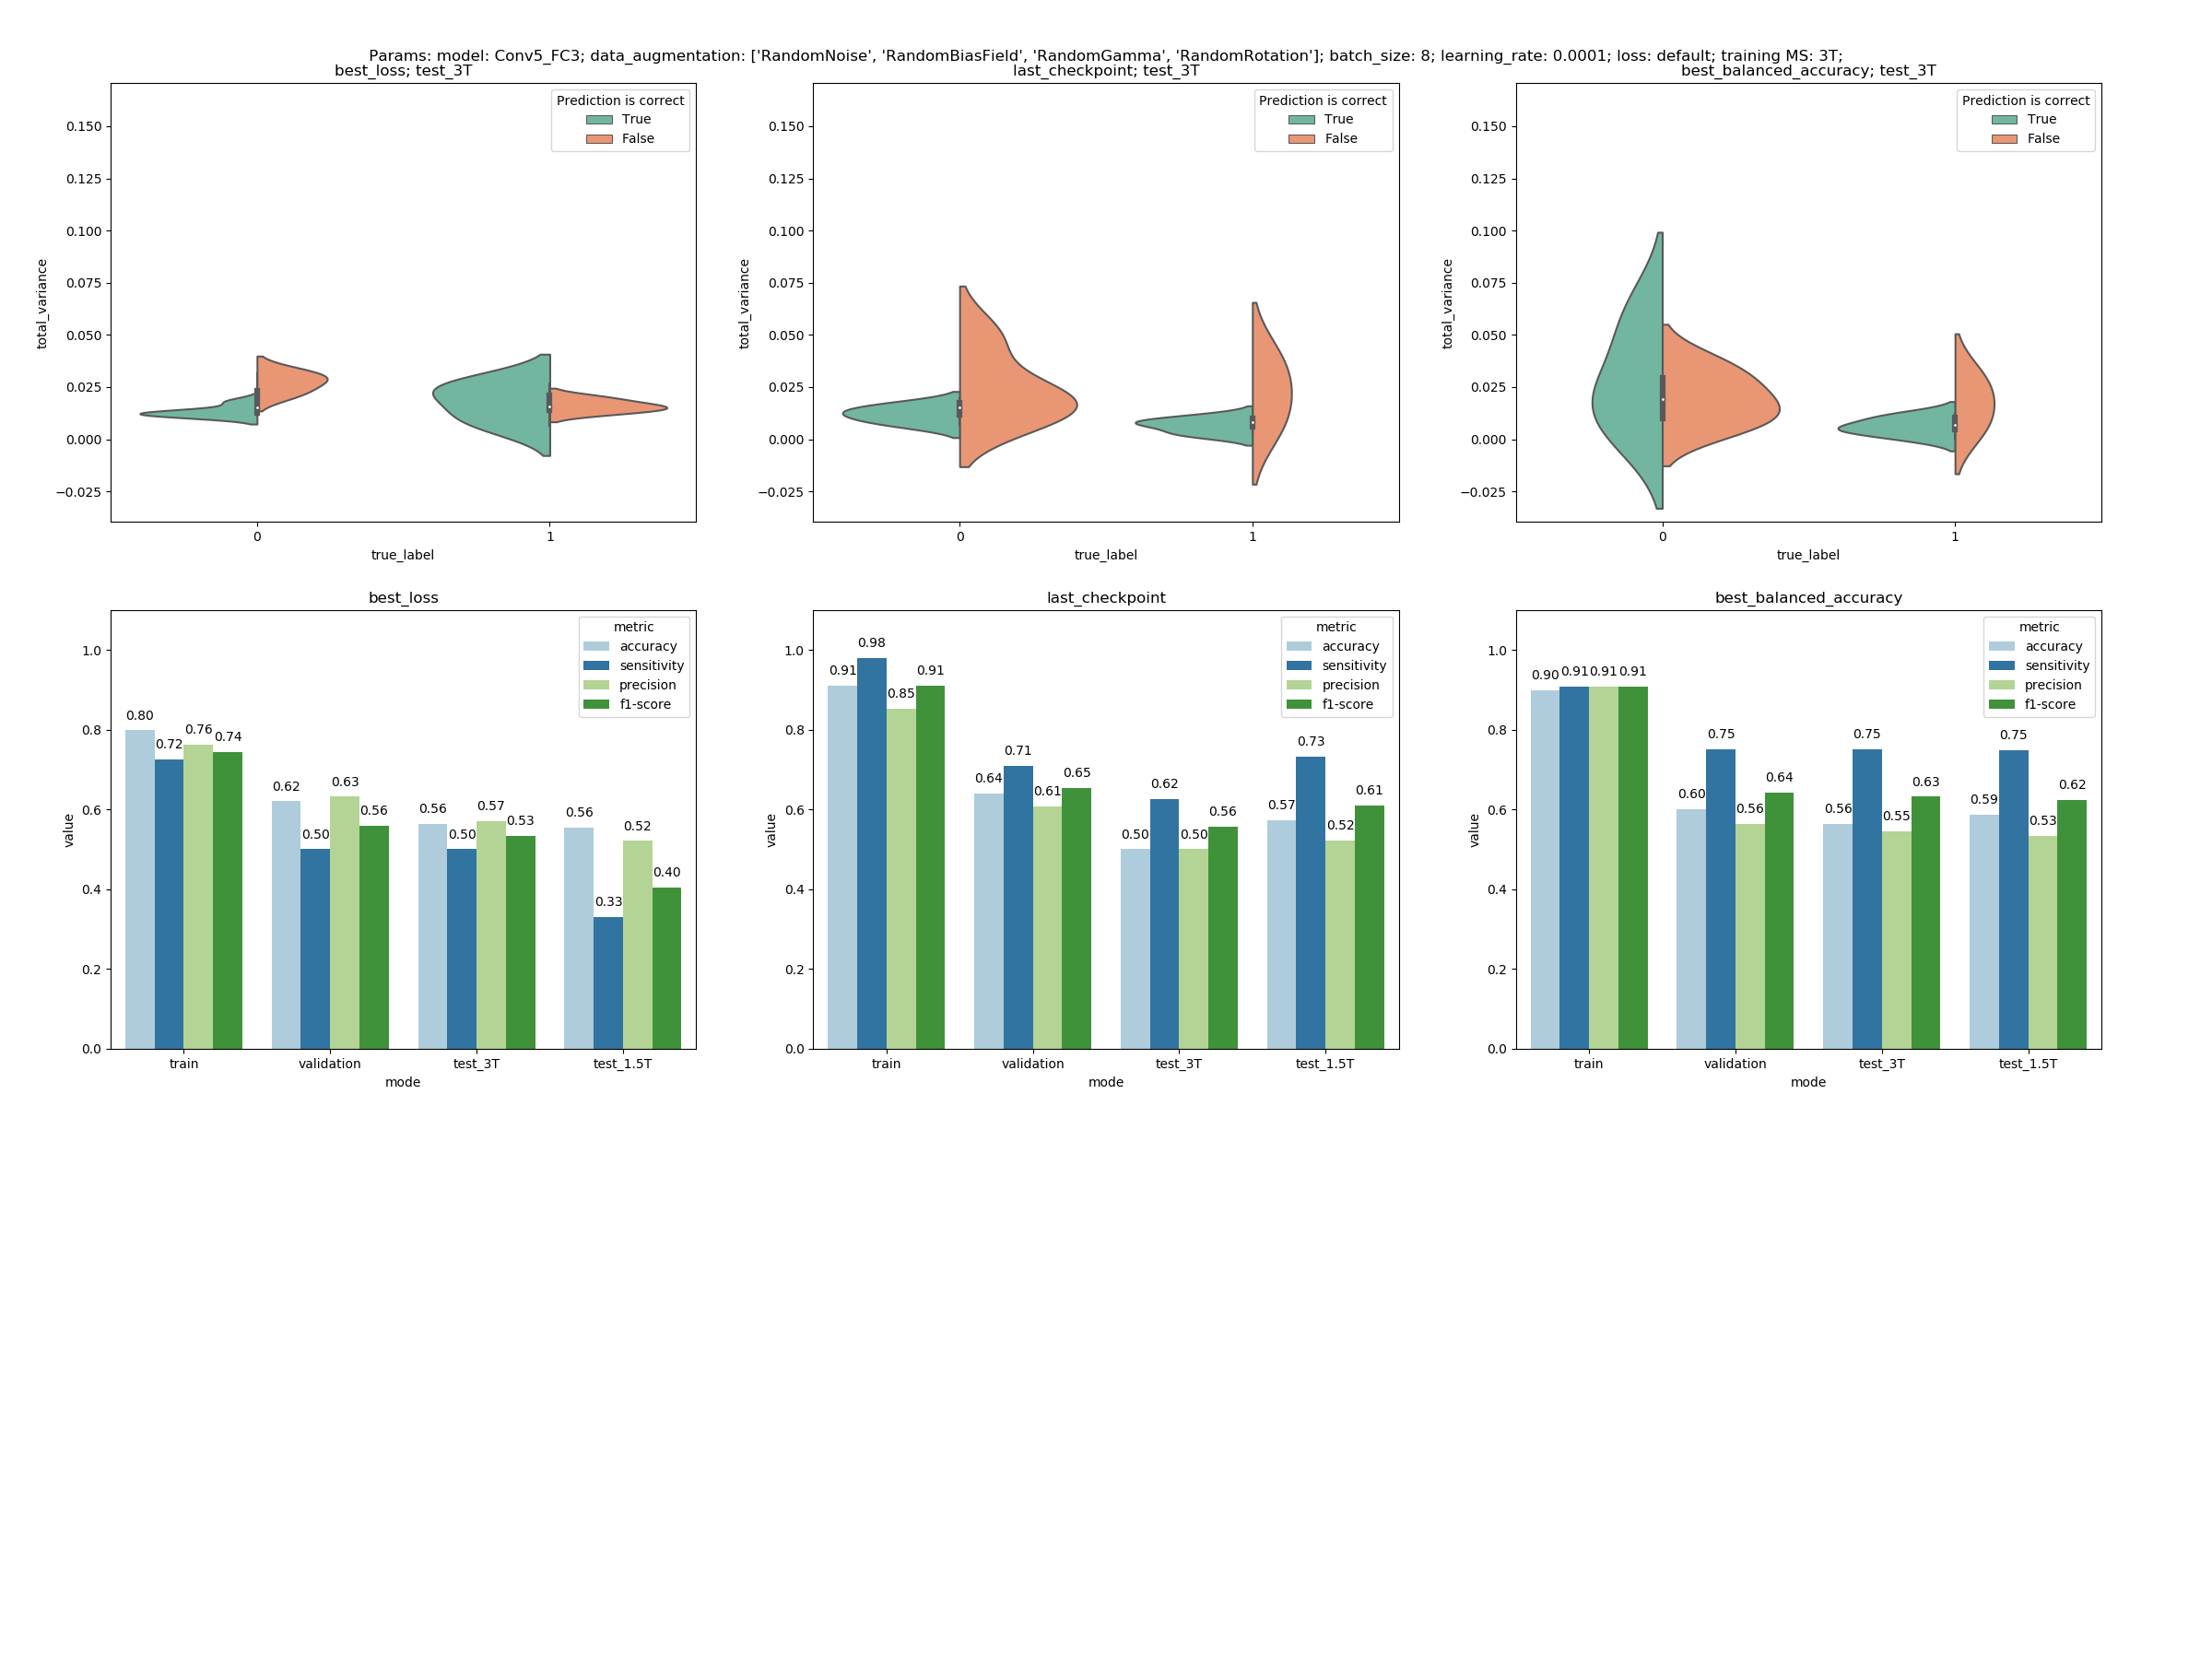 Params: model: Conv5_FC3; data_augmentation: ['RandomNoise', 'RandomBiasField', 'RandomGamma', 'RandomRotation']; batch_size: 8; learning_rate: 0.0001; loss: default; training MS: 3T;
best_loss; test_3T
0.150
0.125
0.100
0.075
0.050
0.025
0.000
−0.025
total_variance
Prediction is correct
True
False
0 1
true_label
last_checkpoint; test_3T
0.150
0.125
0.100
0.075
0.050
0.025
0.000
−0.025
total_variance
Prediction is correct
True
False
0 1
true_label
best_balanced_accuracy; test_3T
0.150
0.125
0.100
0.075
0.050
0.025
0.000
−0.025
total_variance
Prediction is correct
True
False
0 1
true_label
best_loss
1.0
0.8
0.6
0.4
0.2
0.0
value
metric
accuracy
sensitivity
precision
f1-score
0.80 0.72 0.76 0.74
0.62 0.50 0.63 0.56
0.56 0.50 0.57 0.53
0.56 0.33 0.52 0.40
train validation test_3T test_1.5T
mode
last_checkpoint
1.0
0.8
0.6
0.4
0.2
0.0
value
metric
accuracy
sensitivity
precision
f1-score
0.91 0.98 0.85 0.91
0.64 0.71 0.61 0.65
0.50 0.62 0.50 0.56
0.57 0.73 0.52 0.61
train validation test_3T test_1.5T
mode
best_balanced_accuracy
1.0
0.8
0.6
0.4
0.2
0.0
value
metric
accuracy
sensitivity
precision
f1-score
0.90 0.91 0.91 0.91
0.60 0.75 0.56 0.64
0.56 0.75 0.55 0.63
0.59 0.75 0.53 0.62
train validation test_3T test_1.5T
mode